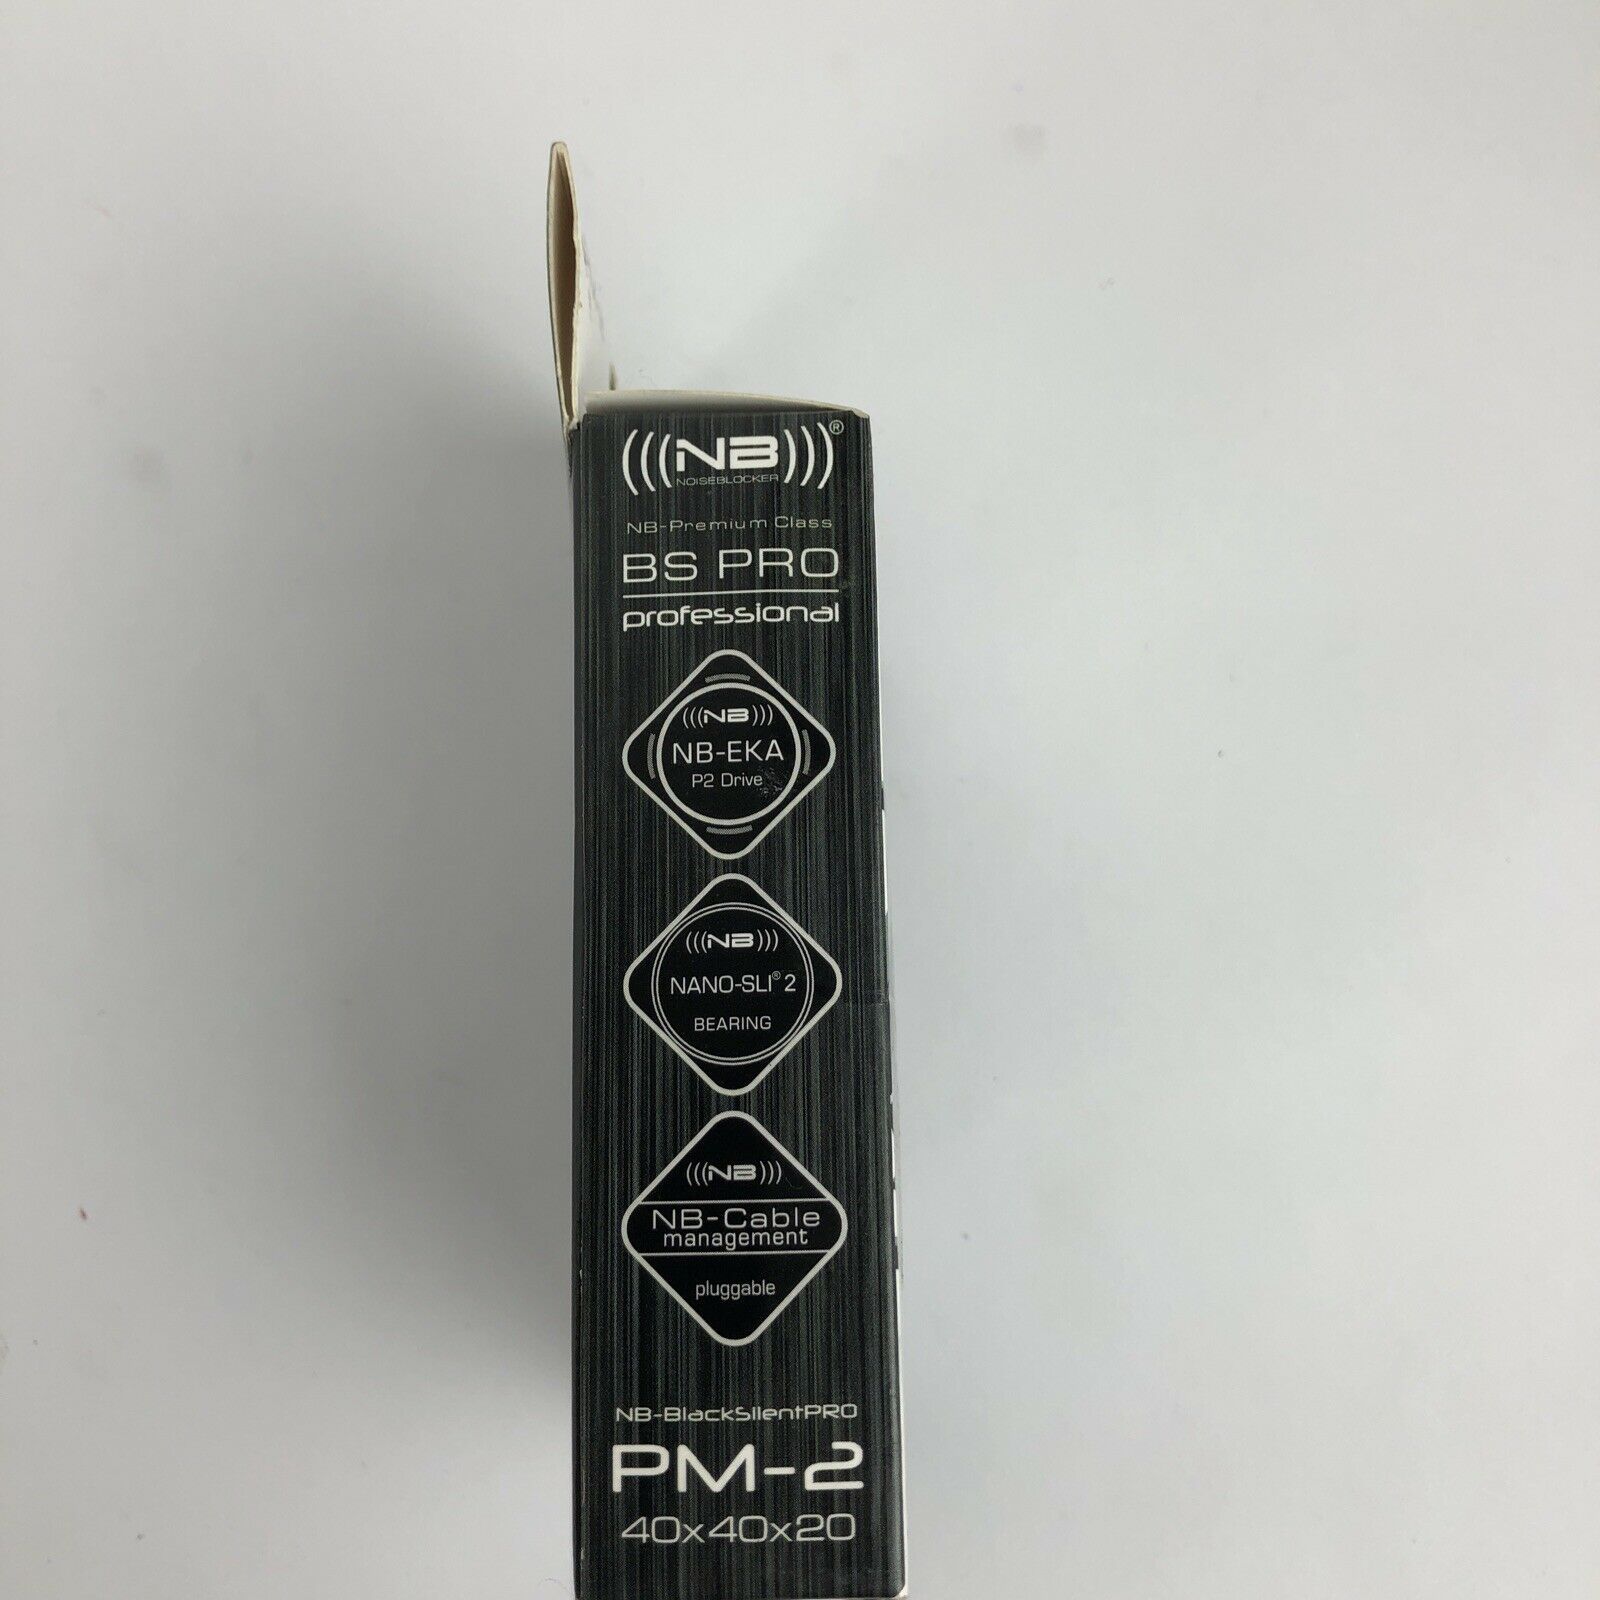 (((NB)))®
NOISEBLOCKER
NB-Premium Class
BS PRO
professional
(((NB)))
NB-EKA
P2 Drive
(((NB)))
NANO-SLI® 2
BEARING
(((NB)))
NB-Cable
management
pluggable
NB-BlackSilentPRO
PM-2
40x40x20